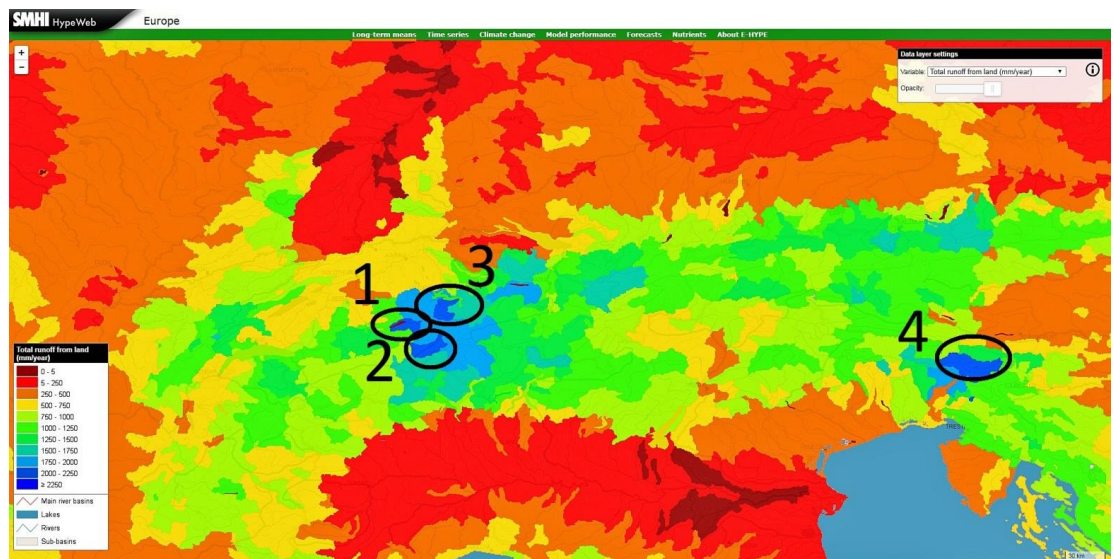 SMHI HypeWeb Europe
Long-term means Time series Climate change Model performance Forecasts Nutrients About E-HYPE
+
-
Data layer settings
Variable: Total runoff from land (mm/year)
Opacity:
1
2
3
4
Total runoff from land
(mm/year)
0 - 5
5 - 250
250 - 500
500 - 750
750 - 1000
1000 - 1250
1250 - 1500
1500 - 1750
1750 - 2000
2000 - 2250
≥ 2250
Main river basins
Lakes
Rivers
Sub-basins
30 km